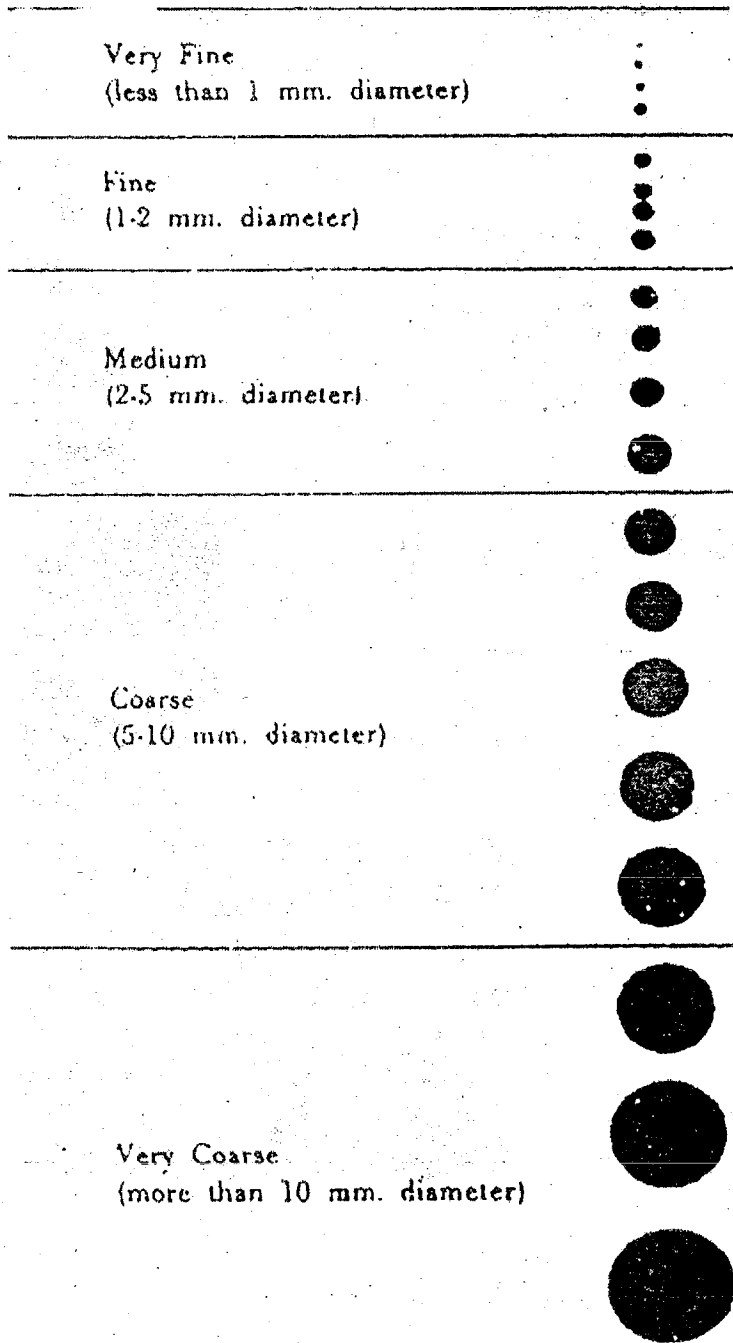 Very Fine
(less than 1 mm. diameter)
Fine
(1-2 mm. diameter)
Medium
(2-5 mm. diameter)
Coarse
(5-10 mm. diameter)
Very Coarse
(more than 10 mm. diameter)